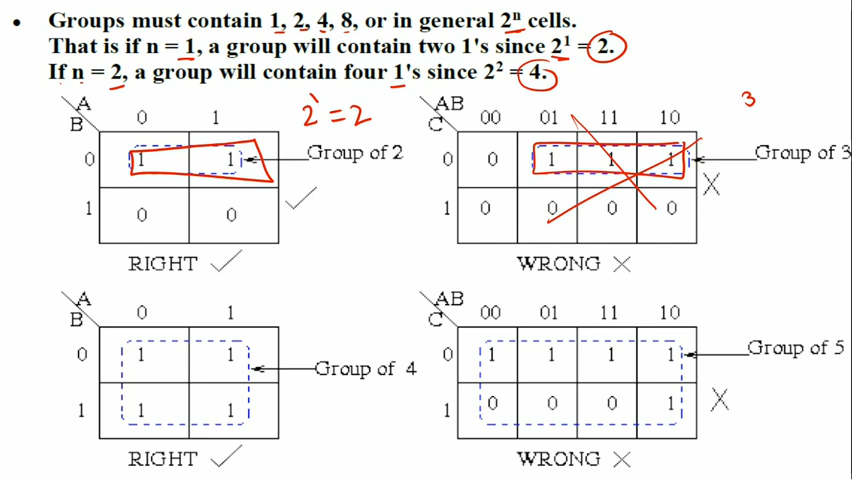 • Groups must contain 1, 2, 4, 8, or in general 2ⁿ cells.
That is if n = 1, a group will contain two 1's since 2¹ = 2.
If n = 2, a group will contain four 1's since 2² = 4.
2¹ = 2
3
A
B
0 1
0 1 1
1 0 0
Group of 2
RIGHT ✓
AB
C
00 01 11 10
0 0 1 1 1
1 0 0 0 0
Group of 3
WRONG X
A
B
0 1
0 1 1
1 1 1
Group of 4
RIGHT ✓
AB
C
00 01 11 10
0 1 1 1 1
1 0 0 0 1
Group of 5
WRONG X